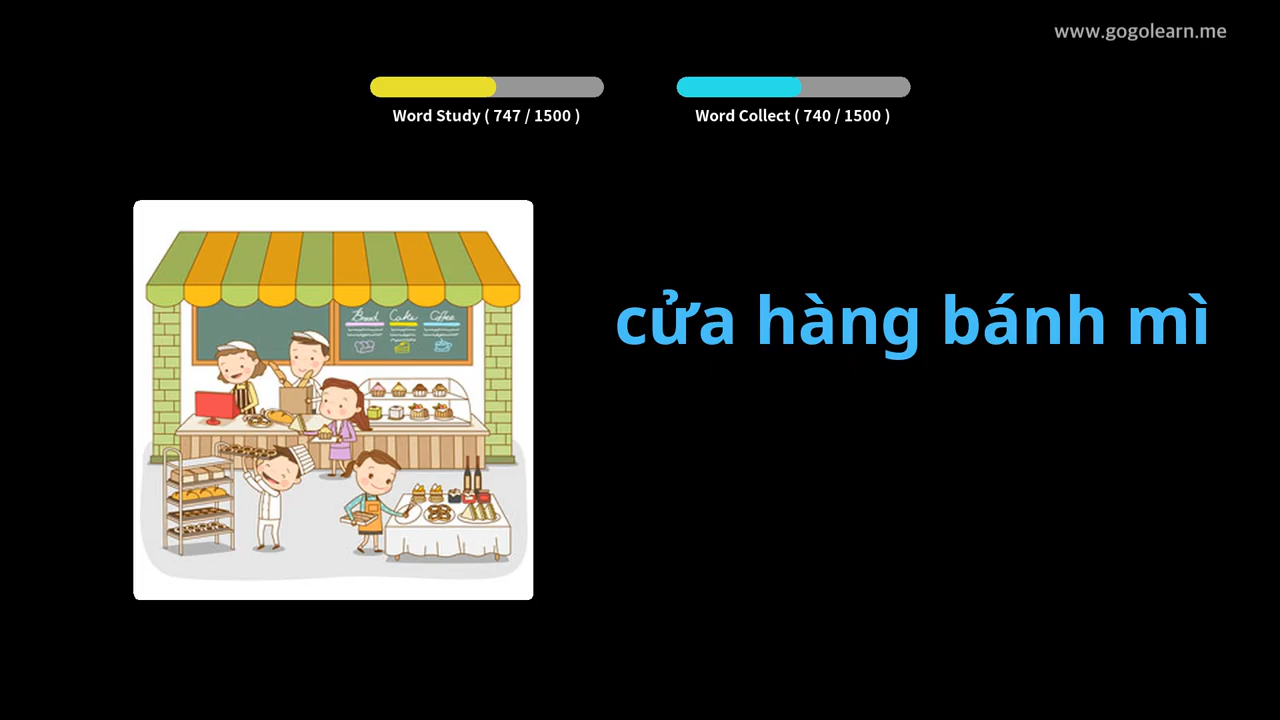 www.gogolearn.me
Word Study ( 747 / 1500 )
Word Collect ( 740 / 1500 )
cửa hàng bánh mì
Bread Cake Coffee